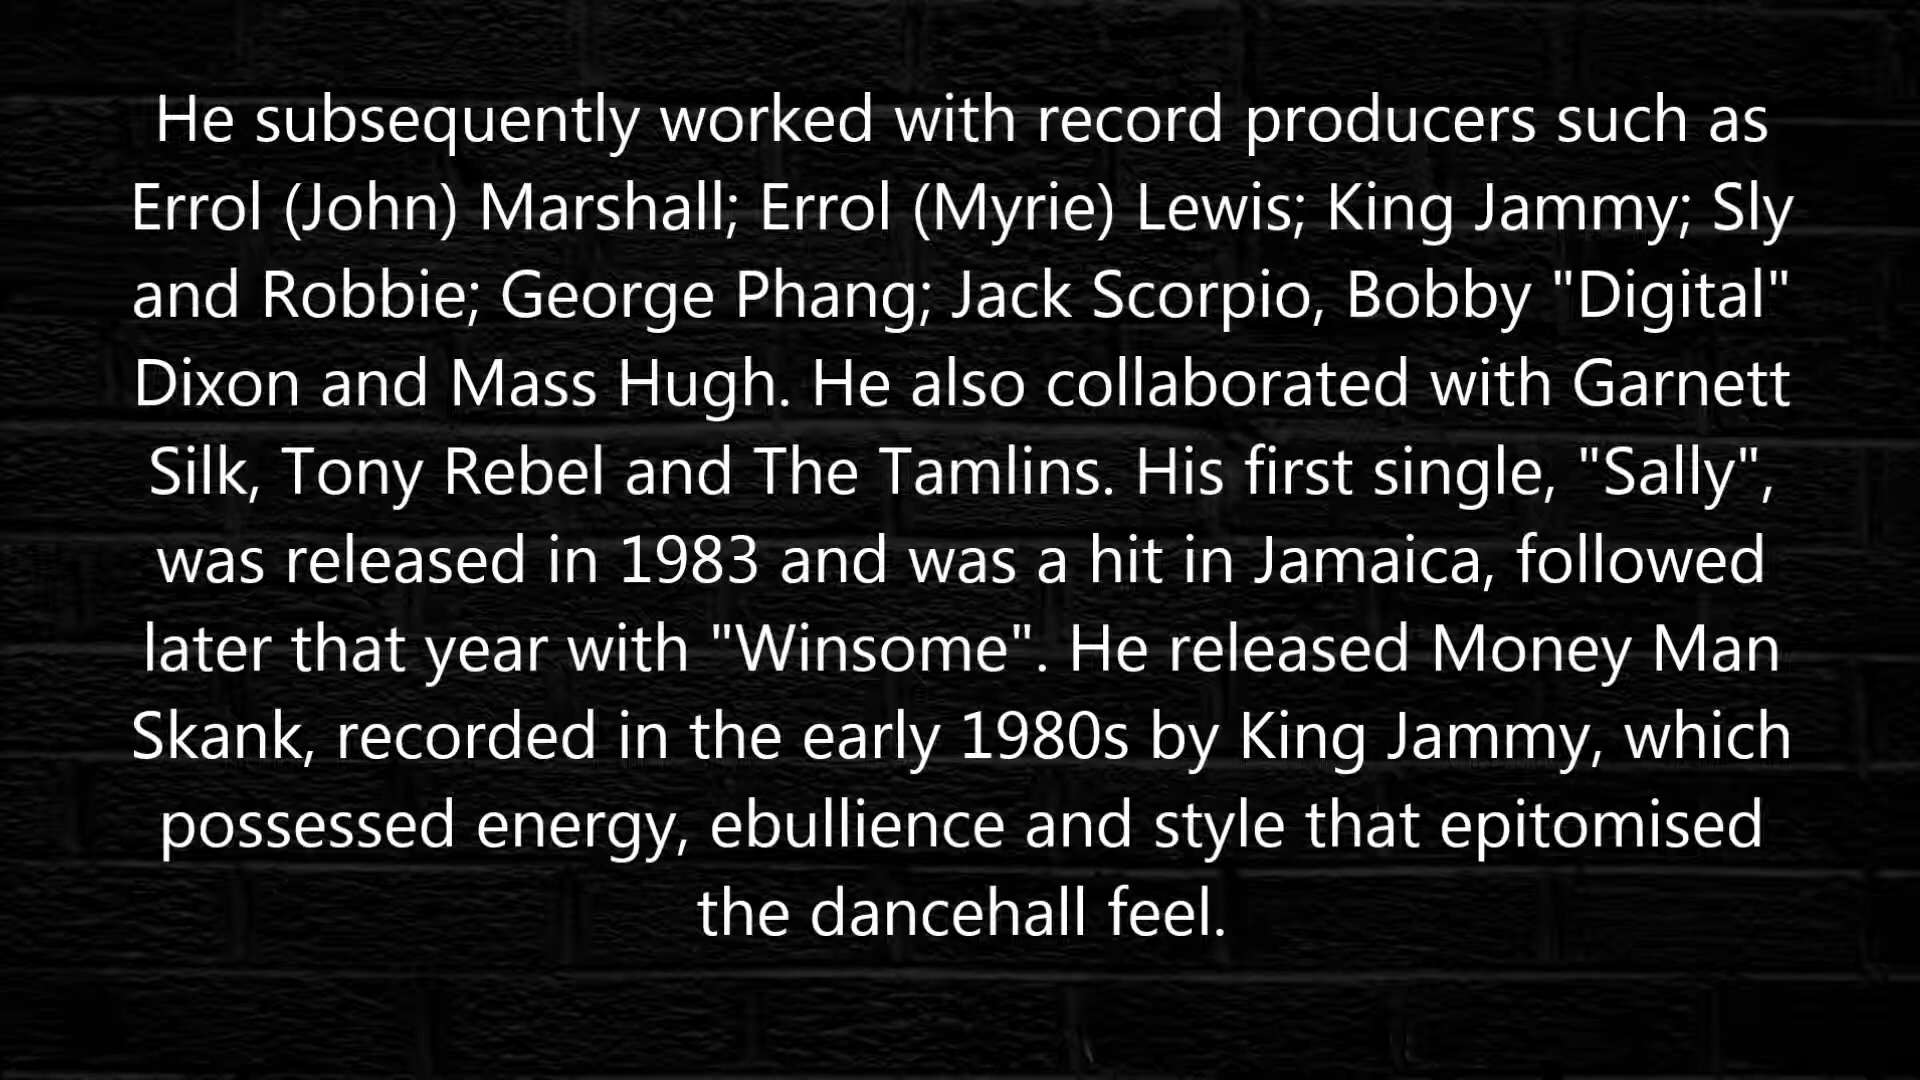 He subsequently worked with record producers such as
Errol (John) Marshall; Errol (Myrie) Lewis; King Jammy; Sly
and Robbie; George Phang; Jack Scorpio, Bobby "Digital"
Dixon and Mass Hugh. He also collaborated with Garnett
Silk, Tony Rebel and The Tamlins. His first single, "Sally",
was released in 1983 and was a hit in Jamaica, followed
later that year with "Winsome". He released Money Man
Skank, recorded in the early 1980s by King Jammy, which
possessed energy, ebullience and style that epitomised
the dancehall feel.